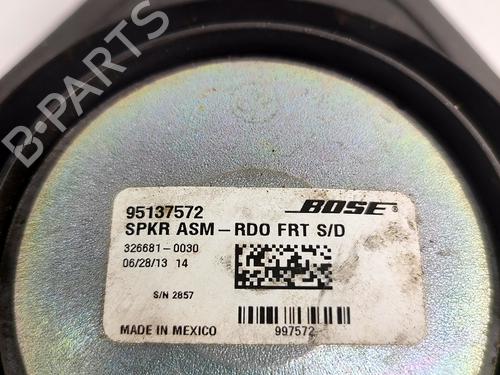 B-PARTS
95137572
BOSE®
SPKR ASM-RDO FRT S/D
326681-0030
06/28/13 14
S/N 2857
MADE IN MEXICO
997572